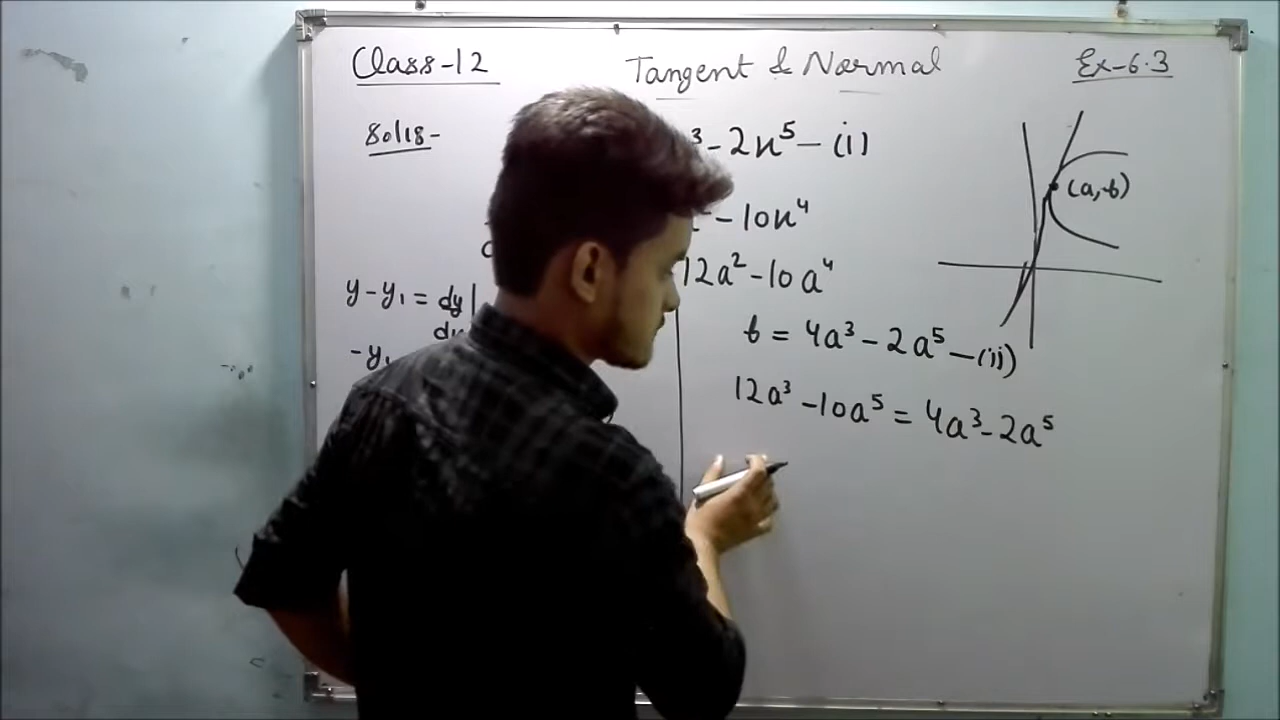 Class-12 Tangent & Normal Ex-6.3
Sol18-
³ - 2x⁵ - (i)
- 10x⁴
(a,b)
12a² - 10a⁴
y - y₁ = dy|
b = 4a³ - 2a⁵ - (ii)
-y₁
12a³ - 10a⁵ = 4a³ - 2a⁵